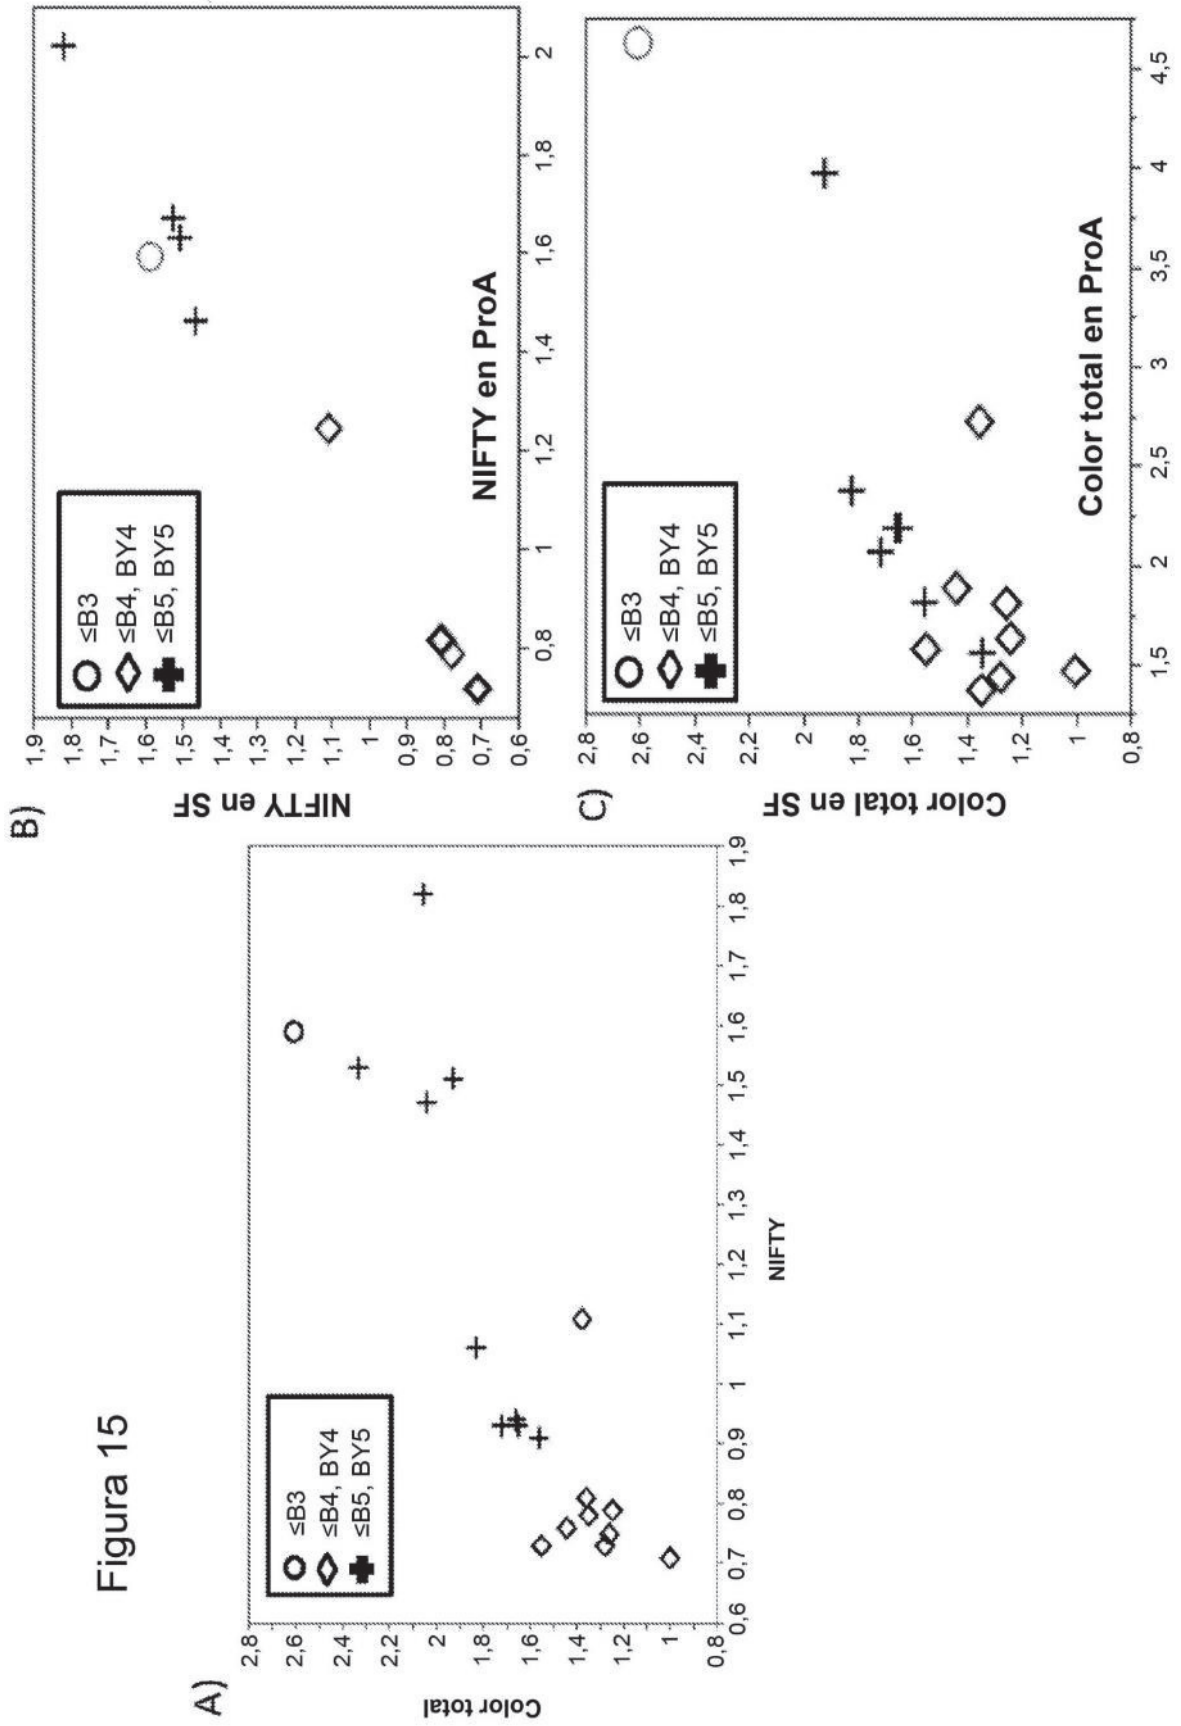 Figura 15
A)
Color total
2,8
2,6
2,4
2,2
2
1,8
1,6
1,4
1,2
1
0,8
≤B3
≤B4, BY4
≤B5, BY5
0,6 0,7 0,8 0,9 1 1,1 1,2 1,3 1,4 1,5 1,6 1,7 1,8 1,9
NIFTY
B)
NIFTY en SF
1,9
1,8
1,7
1,6
1,5
1,4
1,3
1,2
1,1
1
0,9
0,8
0,7
0,6
≤B3
≤B4, BY4
≤B5, BY5
0,8 1 1,2 1,4 1,6 1,8 2
NIFTY en ProA
C)
Color total en SF
2,8
2,6
2,4
2,2
2
1,8
1,6
1,4
1,2
1
0,8
≤B3
≤B4, BY4
≤B5, BY5
1,5 2 2,5 3 3,5 4 4,5
Color total en ProA